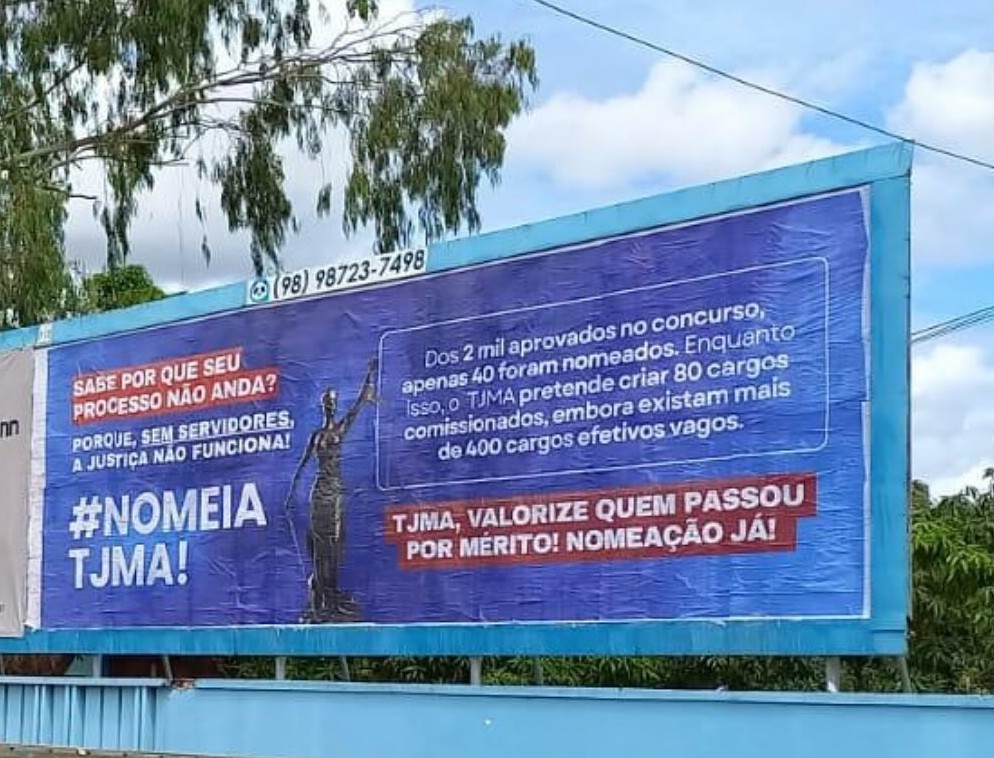 (98) 98723-7498
SABE POR QUE SEU
PROCESSO NÃO ANDA?
PORQUE, SEM SERVIDORES,
A JUSTIÇA NÃO FUNCIONA!
#NOMEIA
TJMA!
Dos 2 mil aprovados no concurso,
apenas 40 foram nomeados. Enquanto
isso, o TJMA pretende criar 80 cargos
comissionados, embora existam mais
de 400 cargos efetivos vagos.
TJMA, VALORIZE QUEM PASSOU
POR MÉRITO! NOMEAÇÃO JÁ!